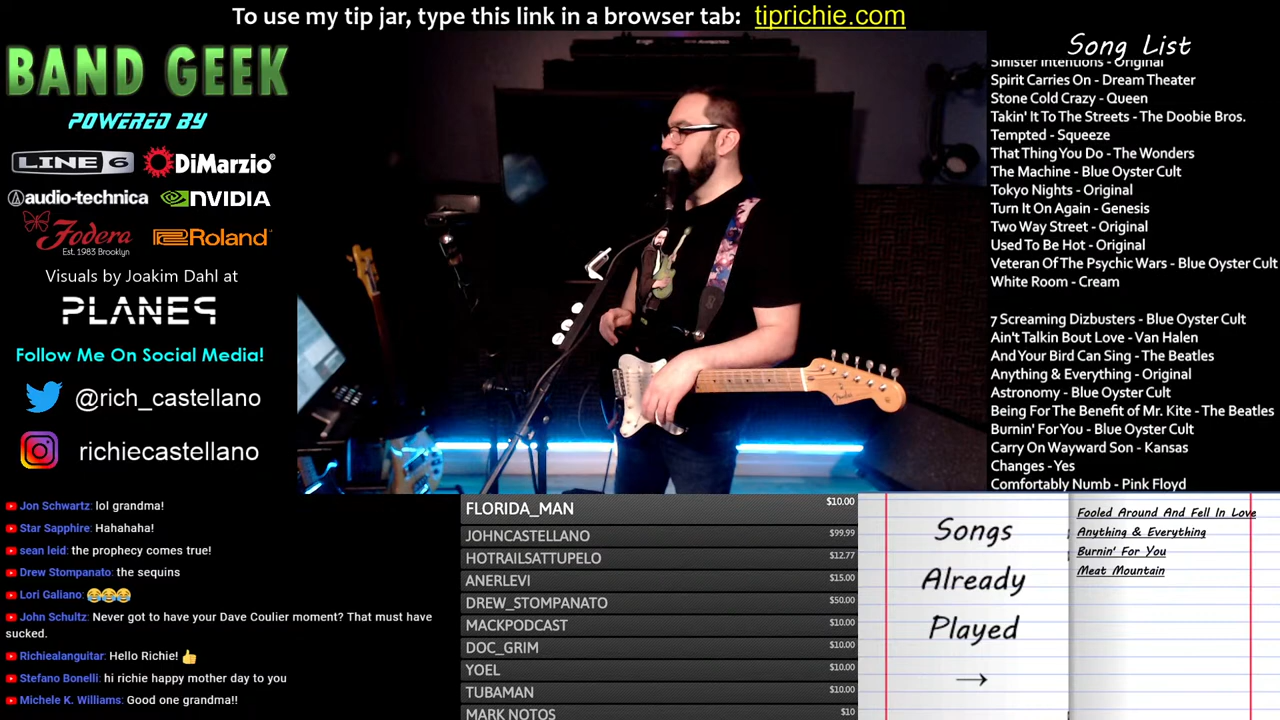 To use my tip jar, type this link in a browser tab: tiprichie.com
BAND GEEK
POWERED BY
LINE 6
DiMarzio
audio-technica
NVIDIA
Fodera
Est. 1983 Brooklyn
Roland
Visuals by Joakim Dahl at
PLANE9
Follow Me On Social Media!
@rich_castellano
richiecastellano
Song List
Sinister Intentions - Original
Spirit Carries On - Dream Theater
Stone Cold Crazy - Queen
Takin' It To The Streets - The Doobie Bros.
Tempted - Squeeze
That Thing You Do - The Wonders
The Machine - Blue Oyster Cult
Tokyo Nights - Original
Turn It On Again - Genesis
Two Way Street - Original
Used To Be Hot - Original
Veteran Of The Psychic Wars - Blue Oyster Cult
White Room - Cream
7 Screaming Dizbusters - Blue Oyster Cult
Ain't Talkin Bout Love - Van Halen
And Your Bird Can Sing - The Beatles
Anything & Everything - Original
Astronomy - Blue Oyster Cult
Being For The Benefit of Mr. Kite - The Beatles
Burnin' For You - Blue Oyster Cult
Carry On Wayward Son - Kansas
Changes - Yes
Comfortably Numb - Pink Floyd
Jon Schwartz: lol grandma!
Star Sapphire: Hahahaha!
sean leid: the prophecy comes true!
Drew Stompanato: the sequins
Lori Galiano: 😂😂😂
John Schultz: Never got to have your Dave Coulier moment? That must have
sucked.
Richiealanguitar: Hello Richie! 👍
Stefano Bonelli: hi richie happy mother day to you
Michele K. Williams: Good one grandma!!
FLORIDA_MAN $10.00
JOHNCASTELLANO $99.99
HOTRAILSATTUPELO $12.77
ANERLEVI $15.00
DREW_STOMPANATO $50.00
MACKPODCAST $10.00
DOC_GRIM $10.00
YOEL $10.00
TUBAMAN $10.00
MARK NOTOS $10
Songs
Already
Played
→
Fooled Around And Fell In Love
Anything & Everything
Burnin' For You
Meat Mountain